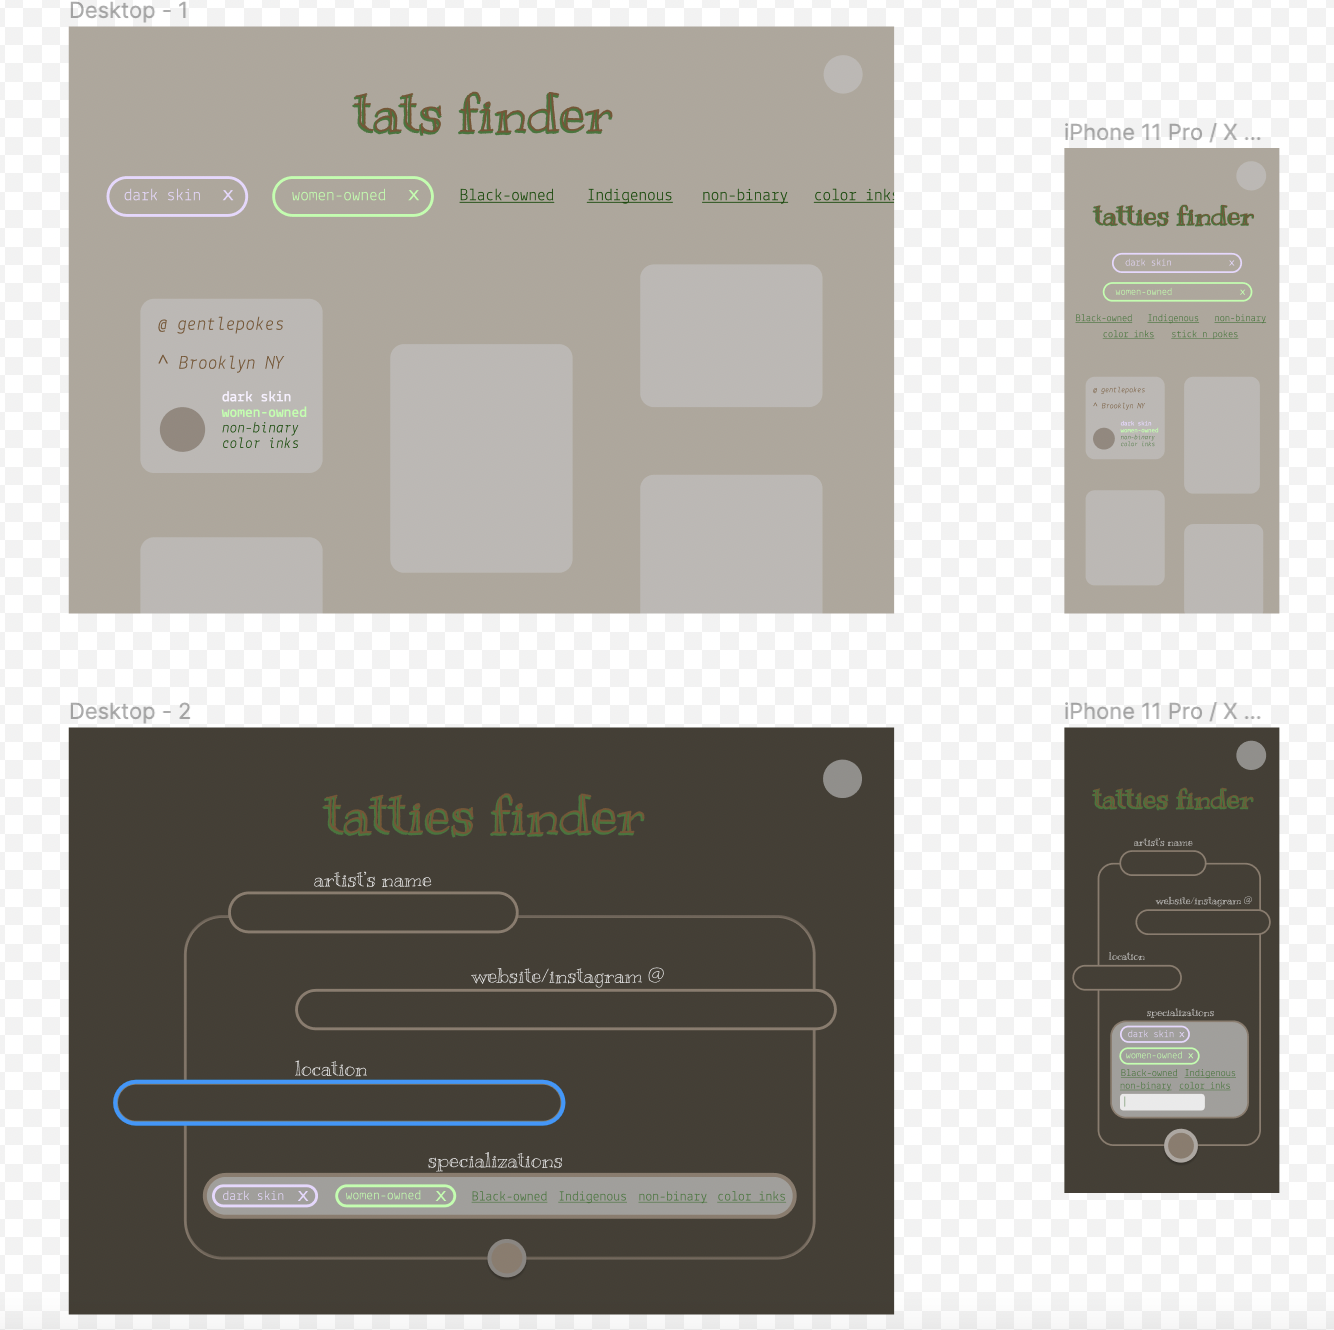 Desktop - 1
tats finder
dark skin X
women-owned X
Black-owned
Indigenous
non-binary
color inks
@ gentlepokes
^ Brooklyn NY
dark skin
women-owned
non-binary
color inks
iPhone 11 Pro / X ...
tatties finder
dark skin x
women-owned x
Black-owned Indigenous non-binary
color inks stick n pokes
@ gentlepokes
^ Brooklyn NY
dark skin
women-owned
non-binary
color inks
Desktop - 2
tatties finder
artist's name
website/instagram @
location
specializations
dark skin X women-owned X Black-owned Indigenous non-binary color inks
iPhone 11 Pro / X ...
tatties finder
artist's name
website/instagram @
location
specializations
dark skin x
women-owned x
Black-owned Indigenous
non-binary color inks